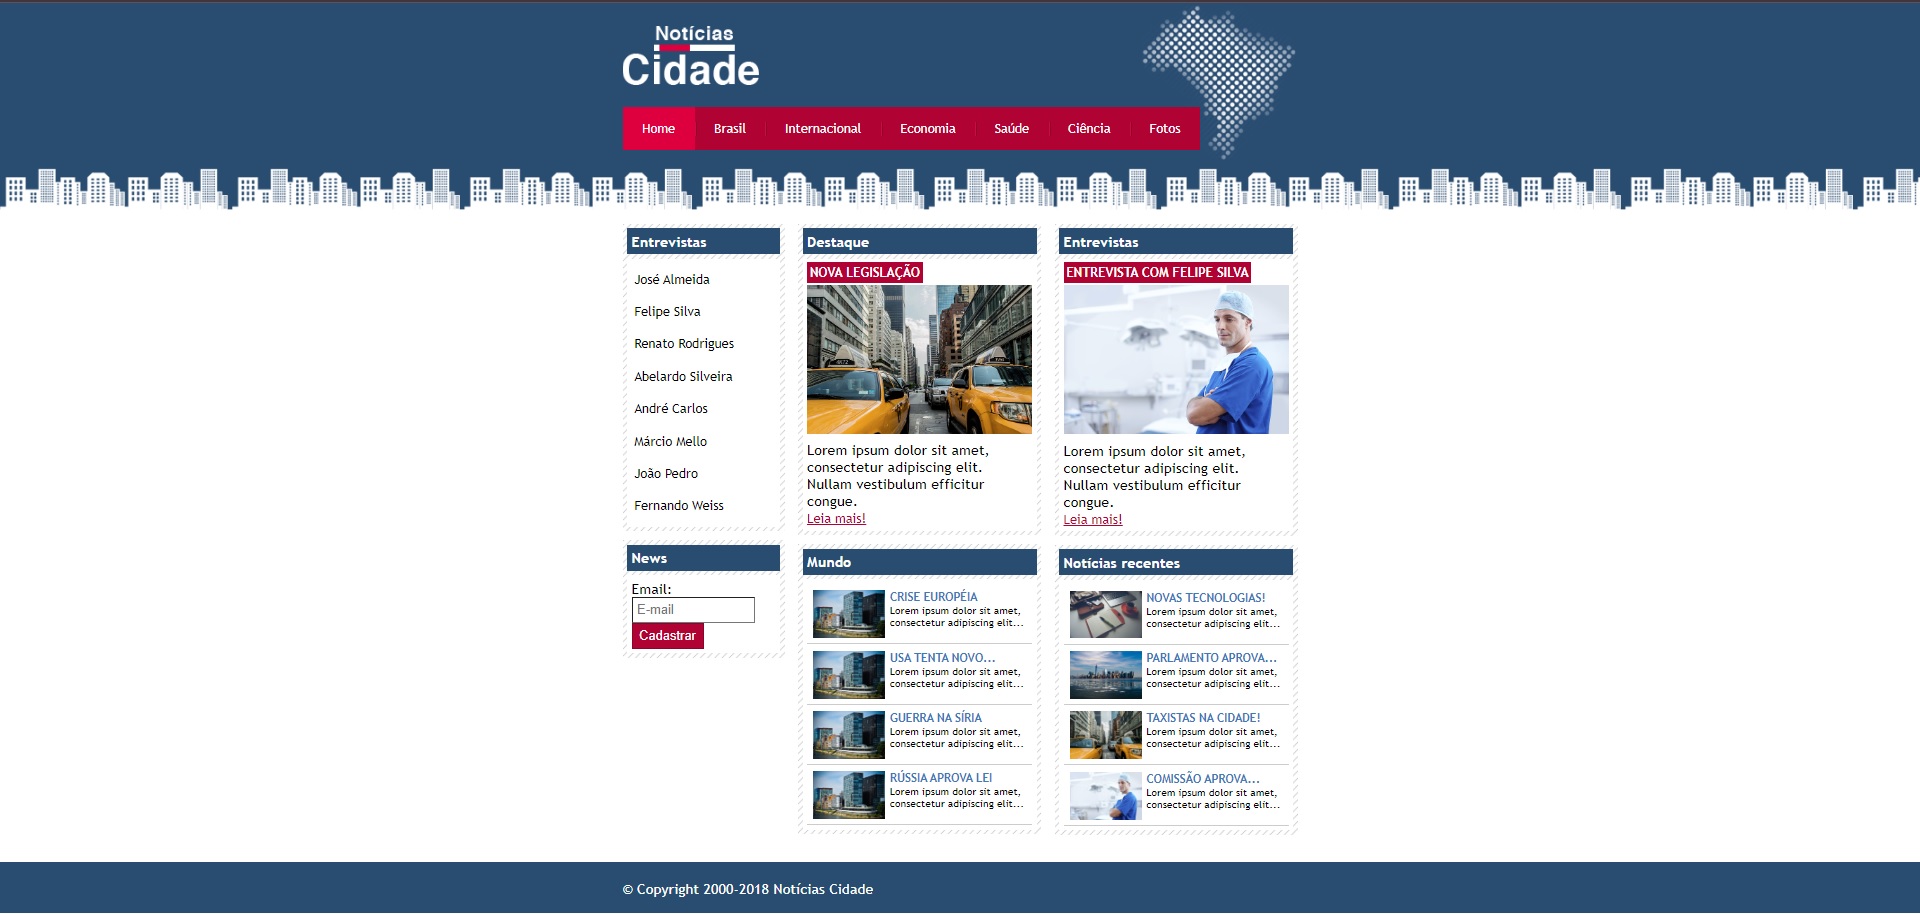 Notícias
Cidade
Home Brasil Internacional Economia Saúde Ciência Fotos
Entrevistas
José Almeida
Felipe Silva
Renato Rodrigues
Abelardo Silveira
André Carlos
Márcio Mello
João Pedro
Fernando Weiss
News
Email:
E-mail
Cadastrar
Destaque
NOVA LEGISLAÇÃO
Lorem ipsum dolor sit amet,
consectetur adipiscing elit.
Nullam vestibulum efficitur
congue.
Leia mais!
Mundo
CRISE EUROPÉIA
Lorem ipsum dolor sit amet,
consectetur adipiscing elit...
USA TENTA NOVO...
Lorem ipsum dolor sit amet,
consectetur adipiscing elit...
GUERRA NA SÍRIA
Lorem ipsum dolor sit amet,
consectetur adipiscing elit...
RÚSSIA APROVA LEI
Lorem ipsum dolor sit amet,
consectetur adipiscing elit...
Entrevistas
ENTREVISTA COM FELIPE SILVA
Lorem ipsum dolor sit amet,
consectetur adipiscing elit.
Nullam vestibulum efficitur
congue.
Leia mais!
Notícias recentes
NOVAS TECNOLOGIAS!
Lorem ipsum dolor sit amet,
consectetur adipiscing elit...
PARLAMENTO APROVA...
Lorem ipsum dolor sit amet,
consectetur adipiscing elit...
TAXISTAS NA CIDADE!
Lorem ipsum dolor sit amet,
consectetur adipiscing elit...
COMISSÃO APROVA...
Lorem ipsum dolor sit amet,
consectetur adipiscing elit...
© Copyright 2000-2018 Notícias Cidade